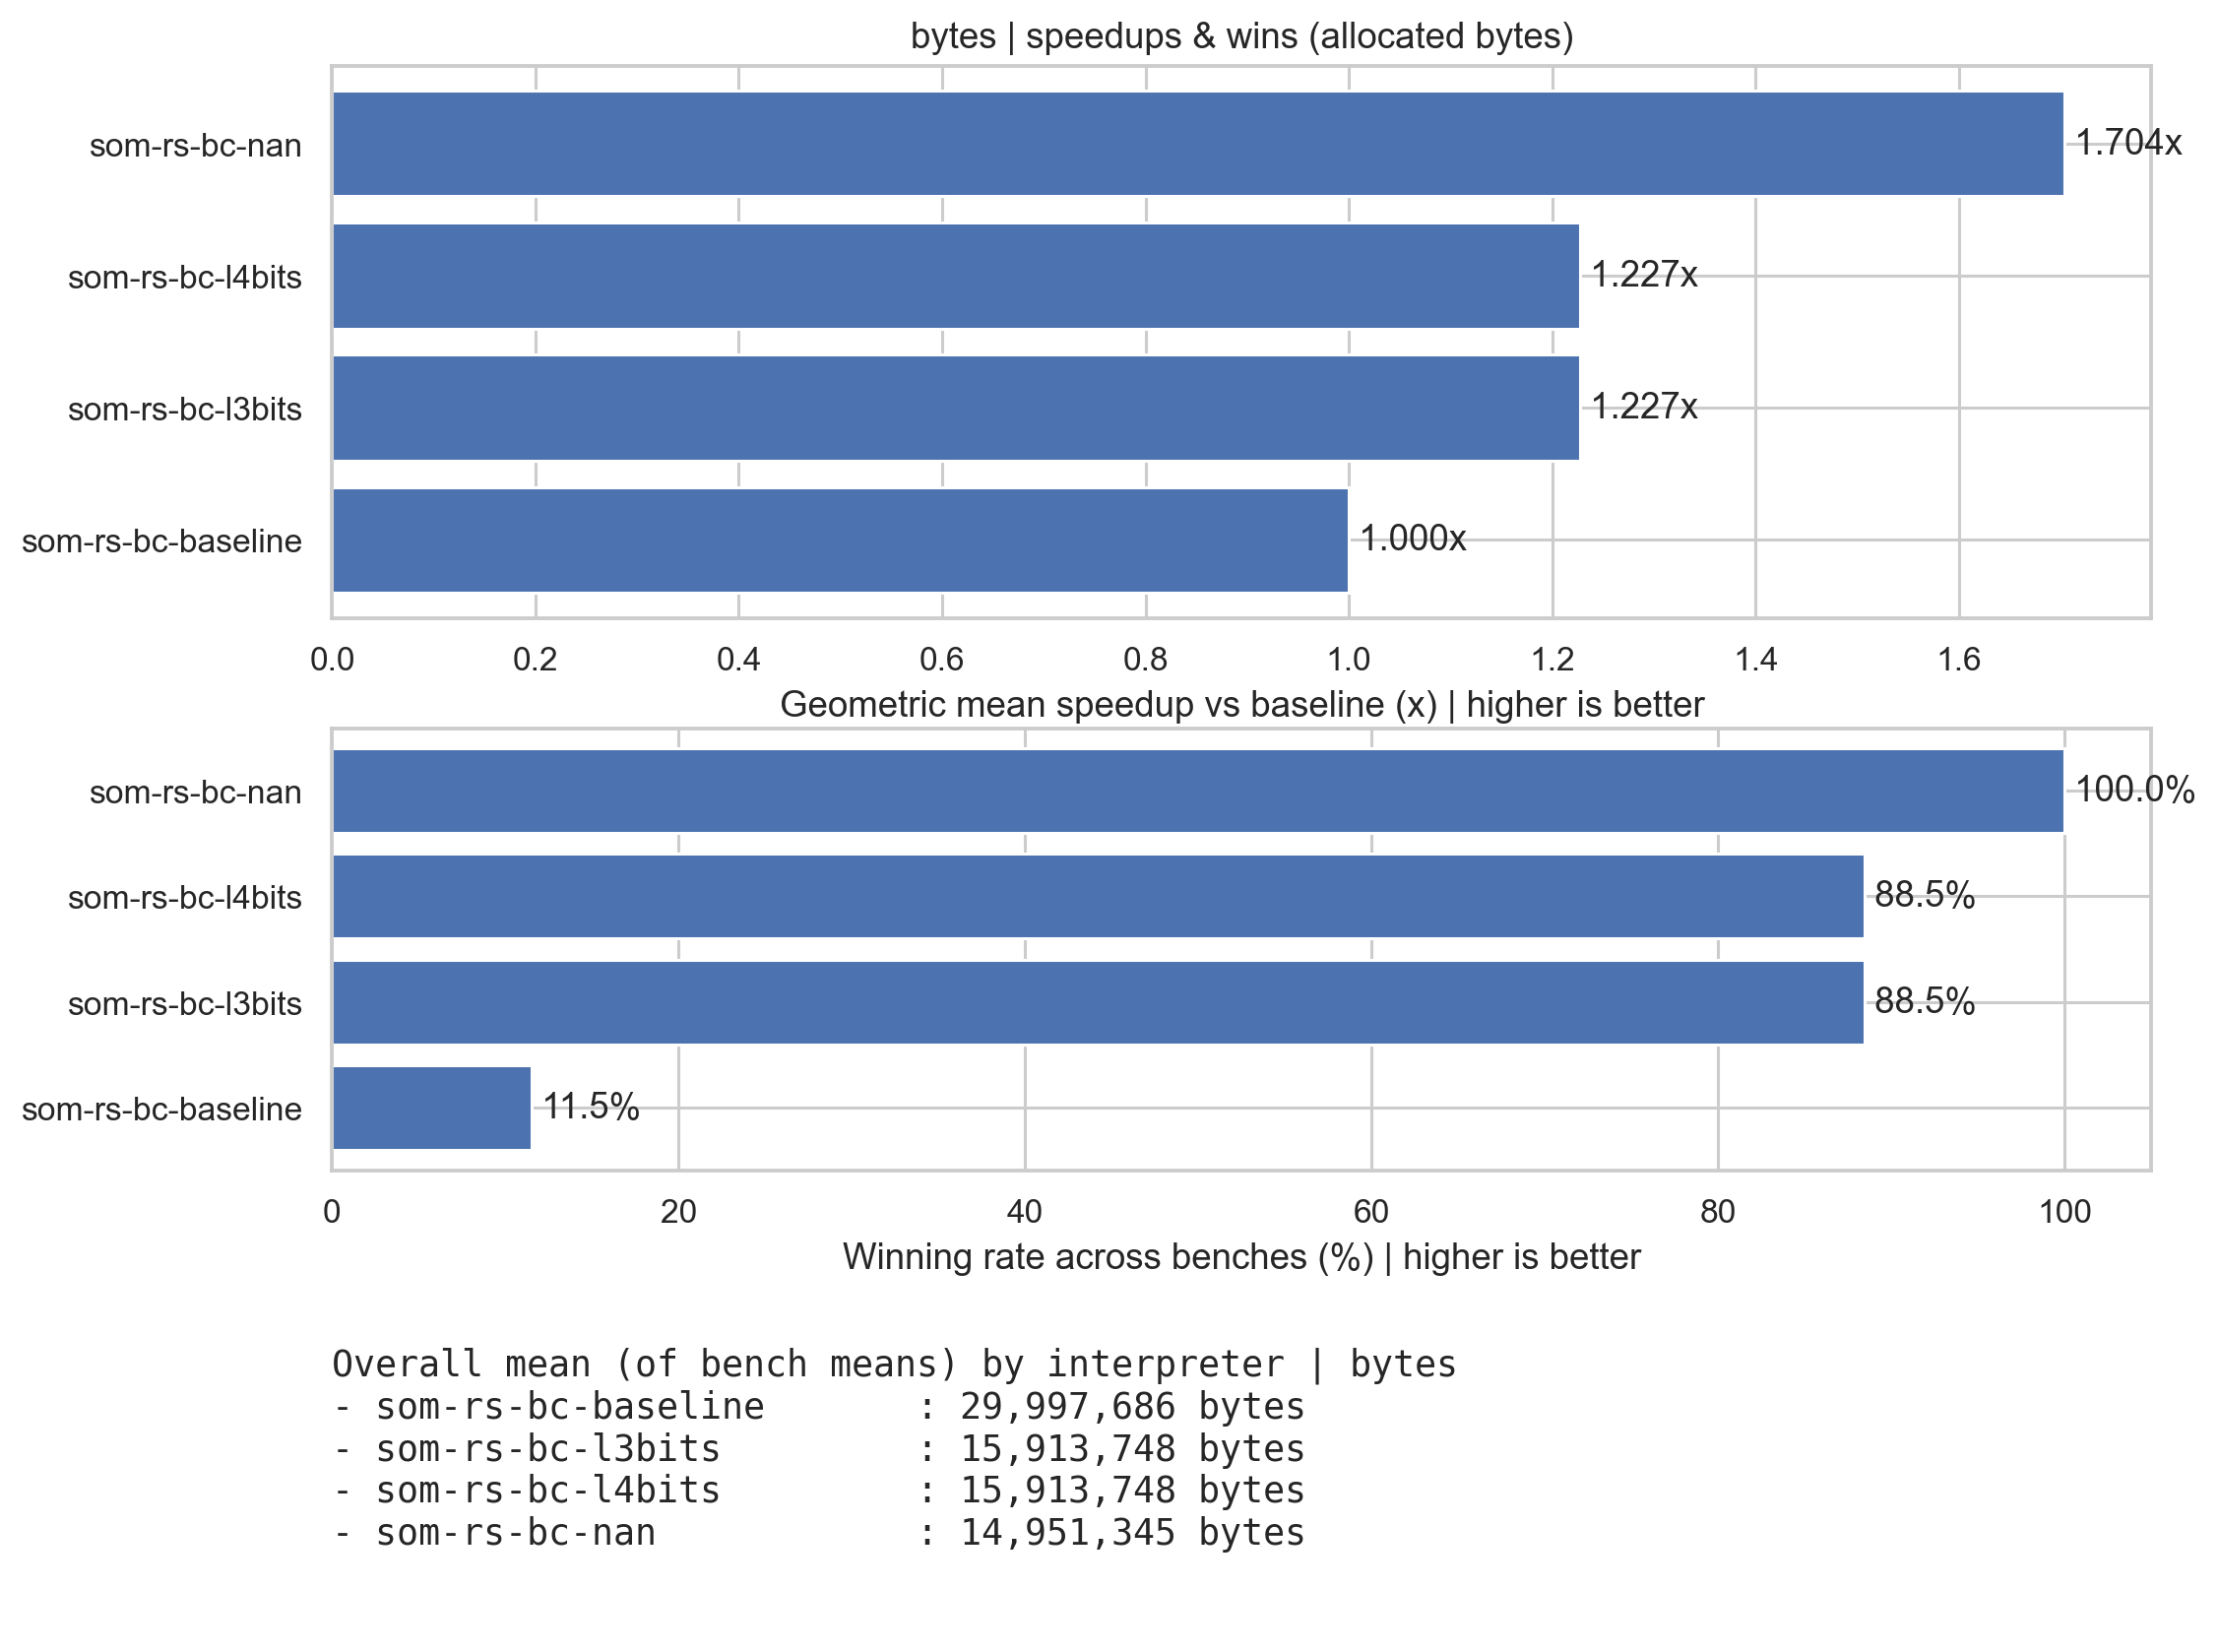 bytes | speedups & wins (allocated bytes)
som-rs-bc-nan
1.704x
som-rs-bc-l4bits
1.227x
som-rs-bc-l3bits
1.227x
som-rs-bc-baseline
1.000x
0.0 0.2 0.4 0.6 0.8 1.0 1.2 1.4 1.6
Geometric mean speedup vs baseline (x) | higher is better
som-rs-bc-nan
100.0%
som-rs-bc-l4bits
88.5%
som-rs-bc-l3bits
88.5%
som-rs-bc-baseline
11.5%
0 20 40 60 80 100
Winning rate across benches (%) | higher is better
Overall mean (of bench means) by interpreter | bytes
- som-rs-bc-baseline : 29,997,686 bytes
- som-rs-bc-l3bits : 15,913,748 bytes
- som-rs-bc-l4bits : 15,913,748 bytes
- som-rs-bc-nan : 14,951,345 bytes